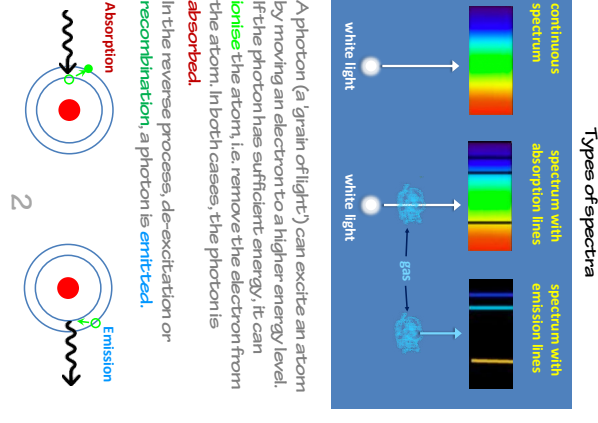 Types of spectra
continuous
spectrum
spectrum with
absorption lines
spectrum with
emission lines
white light
white light
gas
A photon (a 'grain of light') can excite an atom
by moving an electron to a higher energy level.
If the photon has sufficient energy, it can
ionise the atom, i.e. remove the electron from
the atom. In both cases, the photon is
absorbed.
In the reverse process, de-excitation or
recombination, a photon is emitted.
Absorption
Emission
2